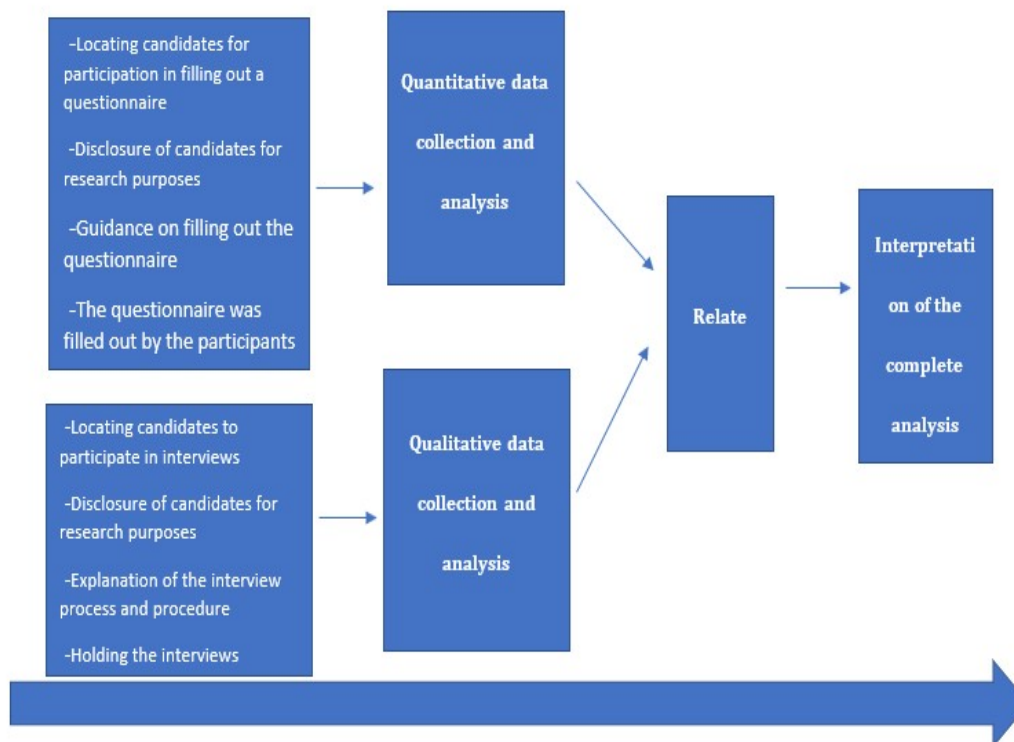 -Locating candidates for
participation in filling out a
questionnaire
-Disclosure of candidates for
research purposes
-Guidance on filling out the
questionnaire
-The questionnaire was
filled out by the participants
Quantitative data
collection and
analysis
-Locating candidates to
participate in interviews
-Disclosure of candidates for
research purposes
-Explanation of the interview
process and procedure
-Holding the interviews
Qualitative data
collection and
analysis
Relate
Interpretati
on of the
complete
analysis